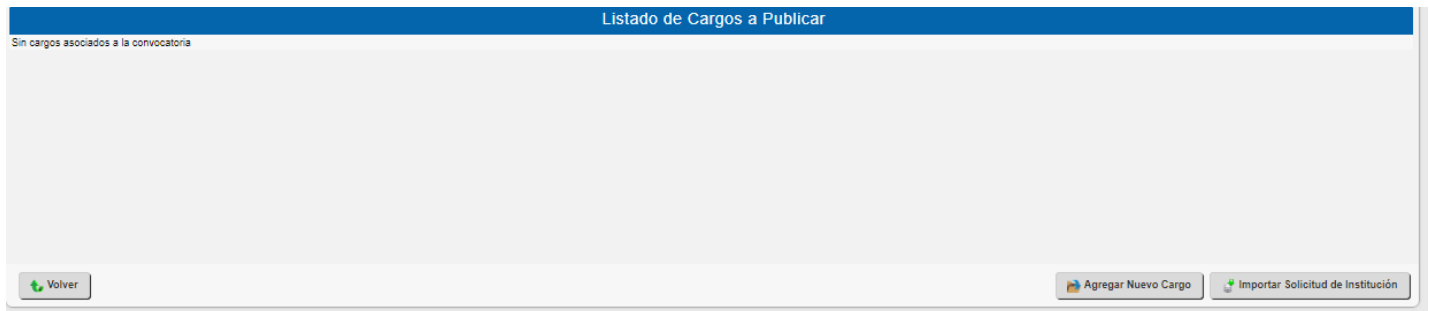 Listado de Cargos a Publicar
Sin cargos asociados a la convocatoria
Volver
Agregar Nuevo Cargo
Importar Solicitud de Institución